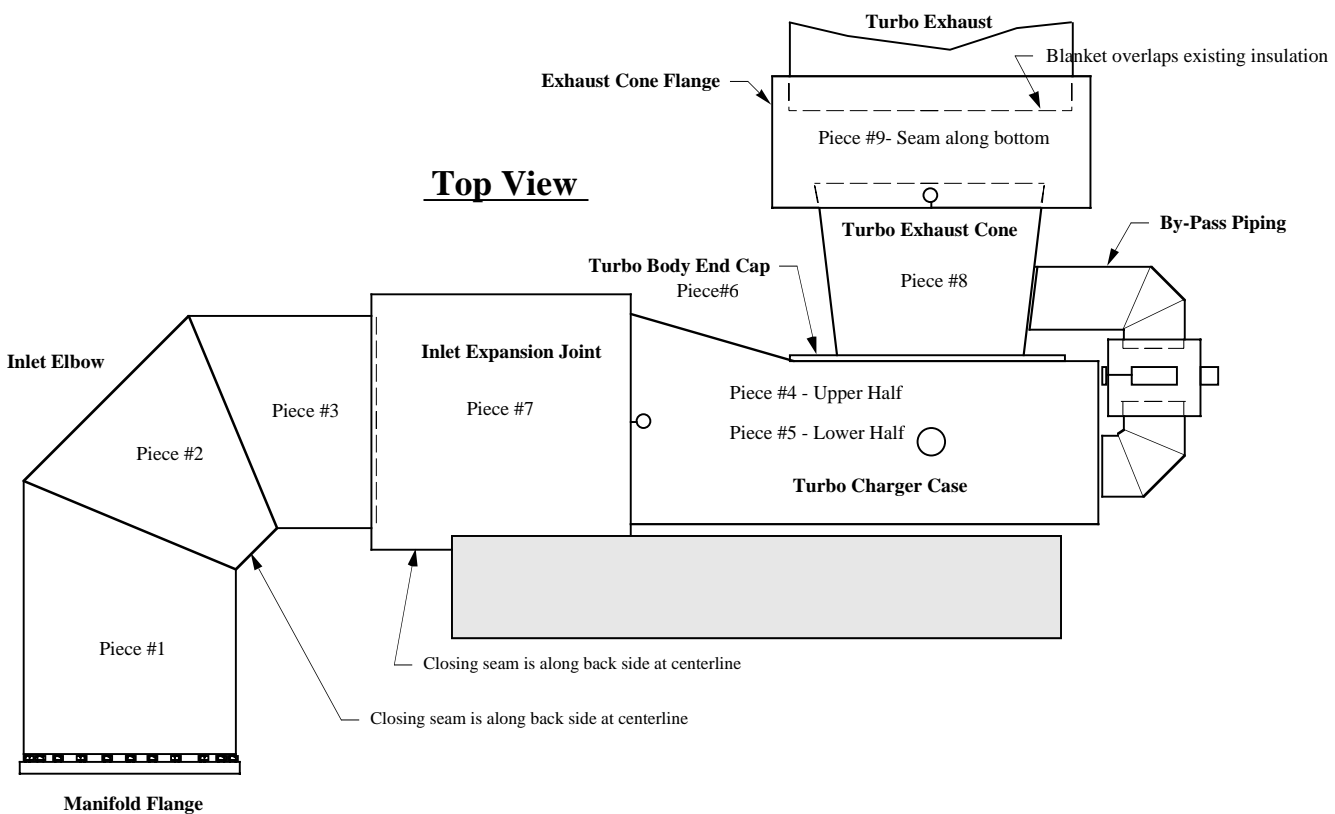 Turbo Exhaust
Blanket overlaps existing insulation
Exhaust Cone Flange
Piece #9- Seam along bottom
Top View
Turbo Exhaust Cone
By-Pass Piping
Turbo Body End Cap
Piece#6
Piece #8
Inlet Elbow
Inlet Expansion Joint
Piece #4 - Upper Half
Piece #3
Piece #7
Piece #5 - Lower Half
Piece #2
Turbo Charger Case
Piece #1
Closing seam is along back side at centerline
Closing seam is along back side at centerline
Manifold Flange